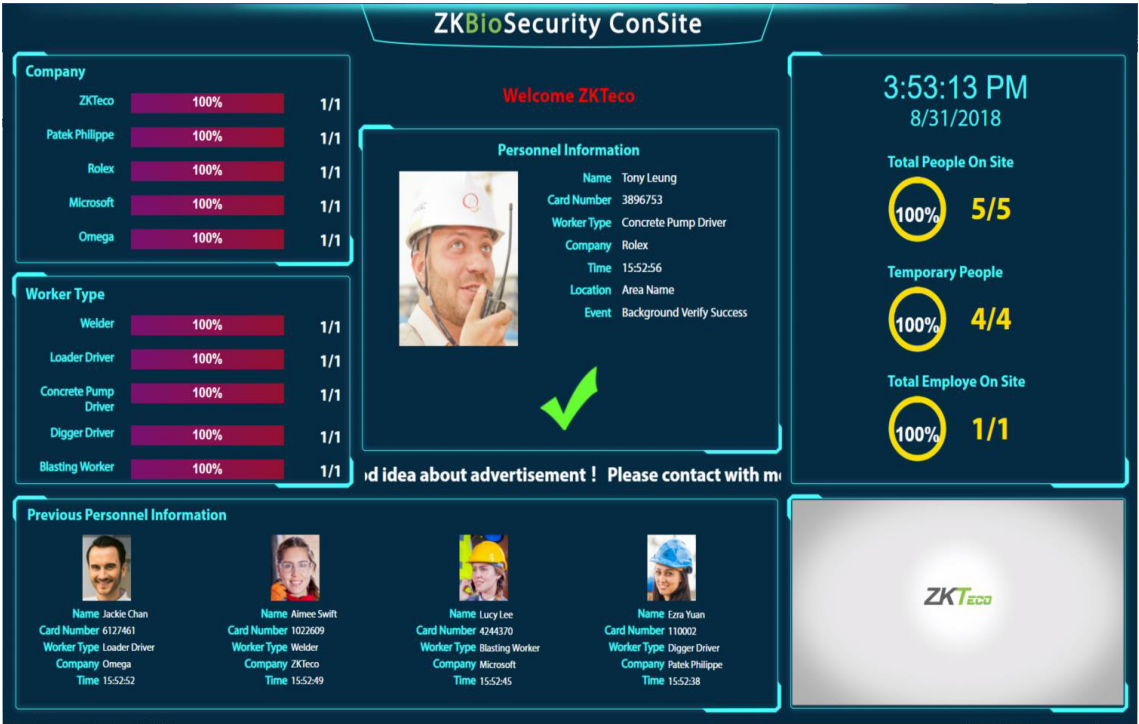 ZKBioSecurity ConSite
Company
ZKTeco 100% 1/1
Patek Philippe 100% 1/1
Rolex 100% 1/1
Microsoft 100% 1/1
Omega 100% 1/1
Worker Type
Welder 100% 1/1
Loader Driver 100% 1/1
Concrete Pump
Driver 100% 1/1
Digger Driver 100% 1/1
Blasting Worker 100% 1/1
Welcome ZKTeco
Personnel Information
Name Tony Leung
Card Number 3896753
Worker Type Concrete Pump Driver
Company Rolex
Time 15:52:56
Location Area Name
Event Background Verify Success
idea about advertisement ! Please contact with
3:53:13 PM
8/31/2018
Total People On Site
100% 5/5
Temporary People
100% 4/4
Total Employe On Site
100% 1/1
Previous Personnel Information
Name Jackie Chan
Card Number 6127461
Worker Type Loader Driver
Company Omega
Time 15:52:52
Name Aimee Swift
Card Number 1022609
Worker Type Welder
Company ZKTeco
Time 15:52:49
Name Lucy Lee
Card Number 4244370
Worker Type Blasting Worker
Company Microsoft
Time 15:52:45
Name Ezra Yuan
Card Number 110002
Worker Type Digger Driver
Company Patek Philippe
Time 15:52:38
ZKTeco